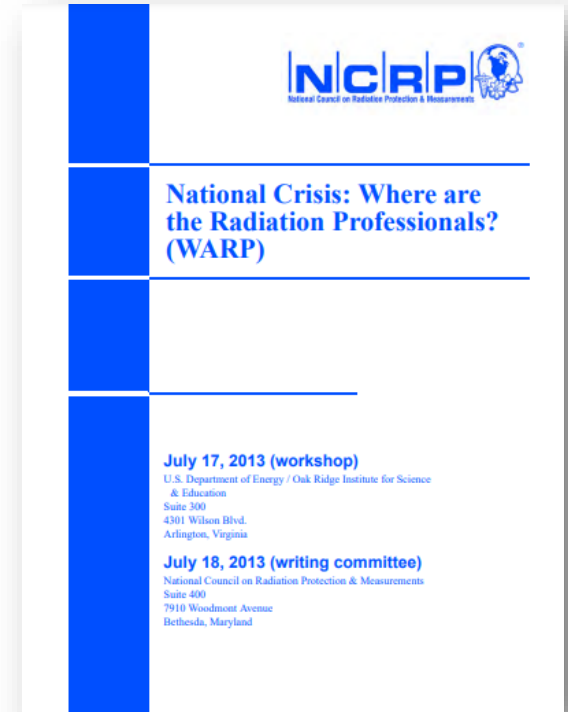 NCRP
®
National Council on Radiation Protection & Measurements
National Crisis: Where are
the Radiation Professionals?
(WARP)
July 17, 2013 (workshop)
U.S. Department of Energy / Oak Ridge Institute for Science
& Education
Suite 300
4301 Wilson Blvd.
Arlington, Virginia
July 18, 2013 (writing committee)
National Council on Radiation Protection & Measurements
Suite 400
7910 Woodmont Avenue
Bethesda, Maryland